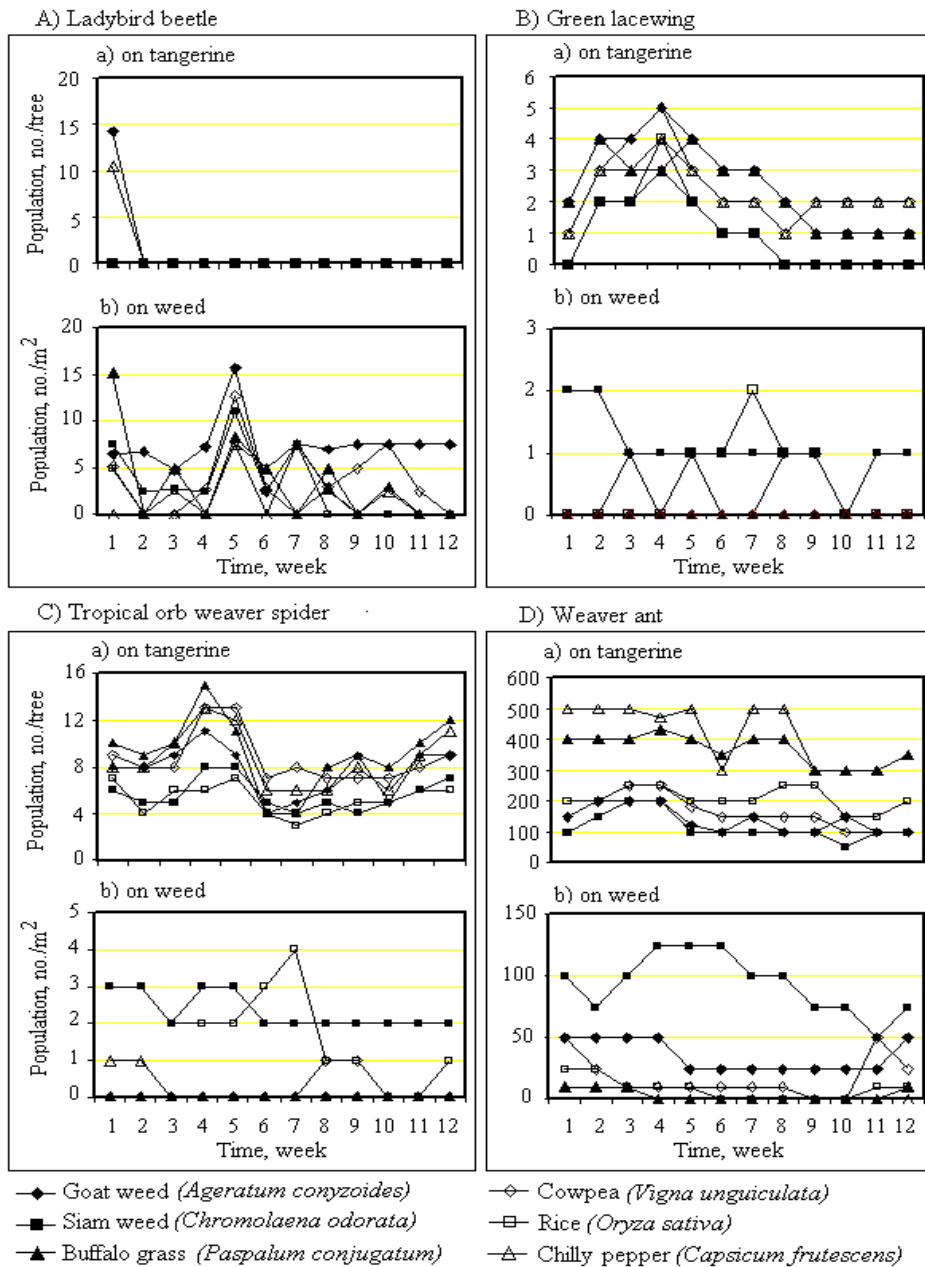 A) Ladybird beetle
a) on tangerine
Population, no./tree
20
15
10
5
0
b) on weed
Population, no./m²
20
15
10
5
0
1 2 3 4 5 6 7 8 9 10 11 12
Time, week
B) Green lacewing
a) on tangerine
6
5
4
3
2
1
0
b) on weed
3
2
1
0
1 2 3 4 5 6 7 8 9 10 11 12
Time, week
C) Tropical orb weaver spider
a) on tangerine
Population, no./tree
16
12
8
4
0
b) on weed
Population, no./m²
5
4
3
2
1
0
1 2 3 4 5 6 7 8 9 10 11 12
Time, week
D) Weaver ant
a) on tangerine
600
500
400
300
200
100
0
b) on weed
150
100
50
0
1 2 3 4 5 6 7 8 9 10 11 12
Time, week
Goat weed (Ageratum conyzoides)
Siam weed (Chromolaena odorata)
Buffalo grass (Paspalum conjugatum)
Cowpea (Vigna unguiculata)
Rice (Oryza sativa)
Chilly pepper (Capsicum frutescens)